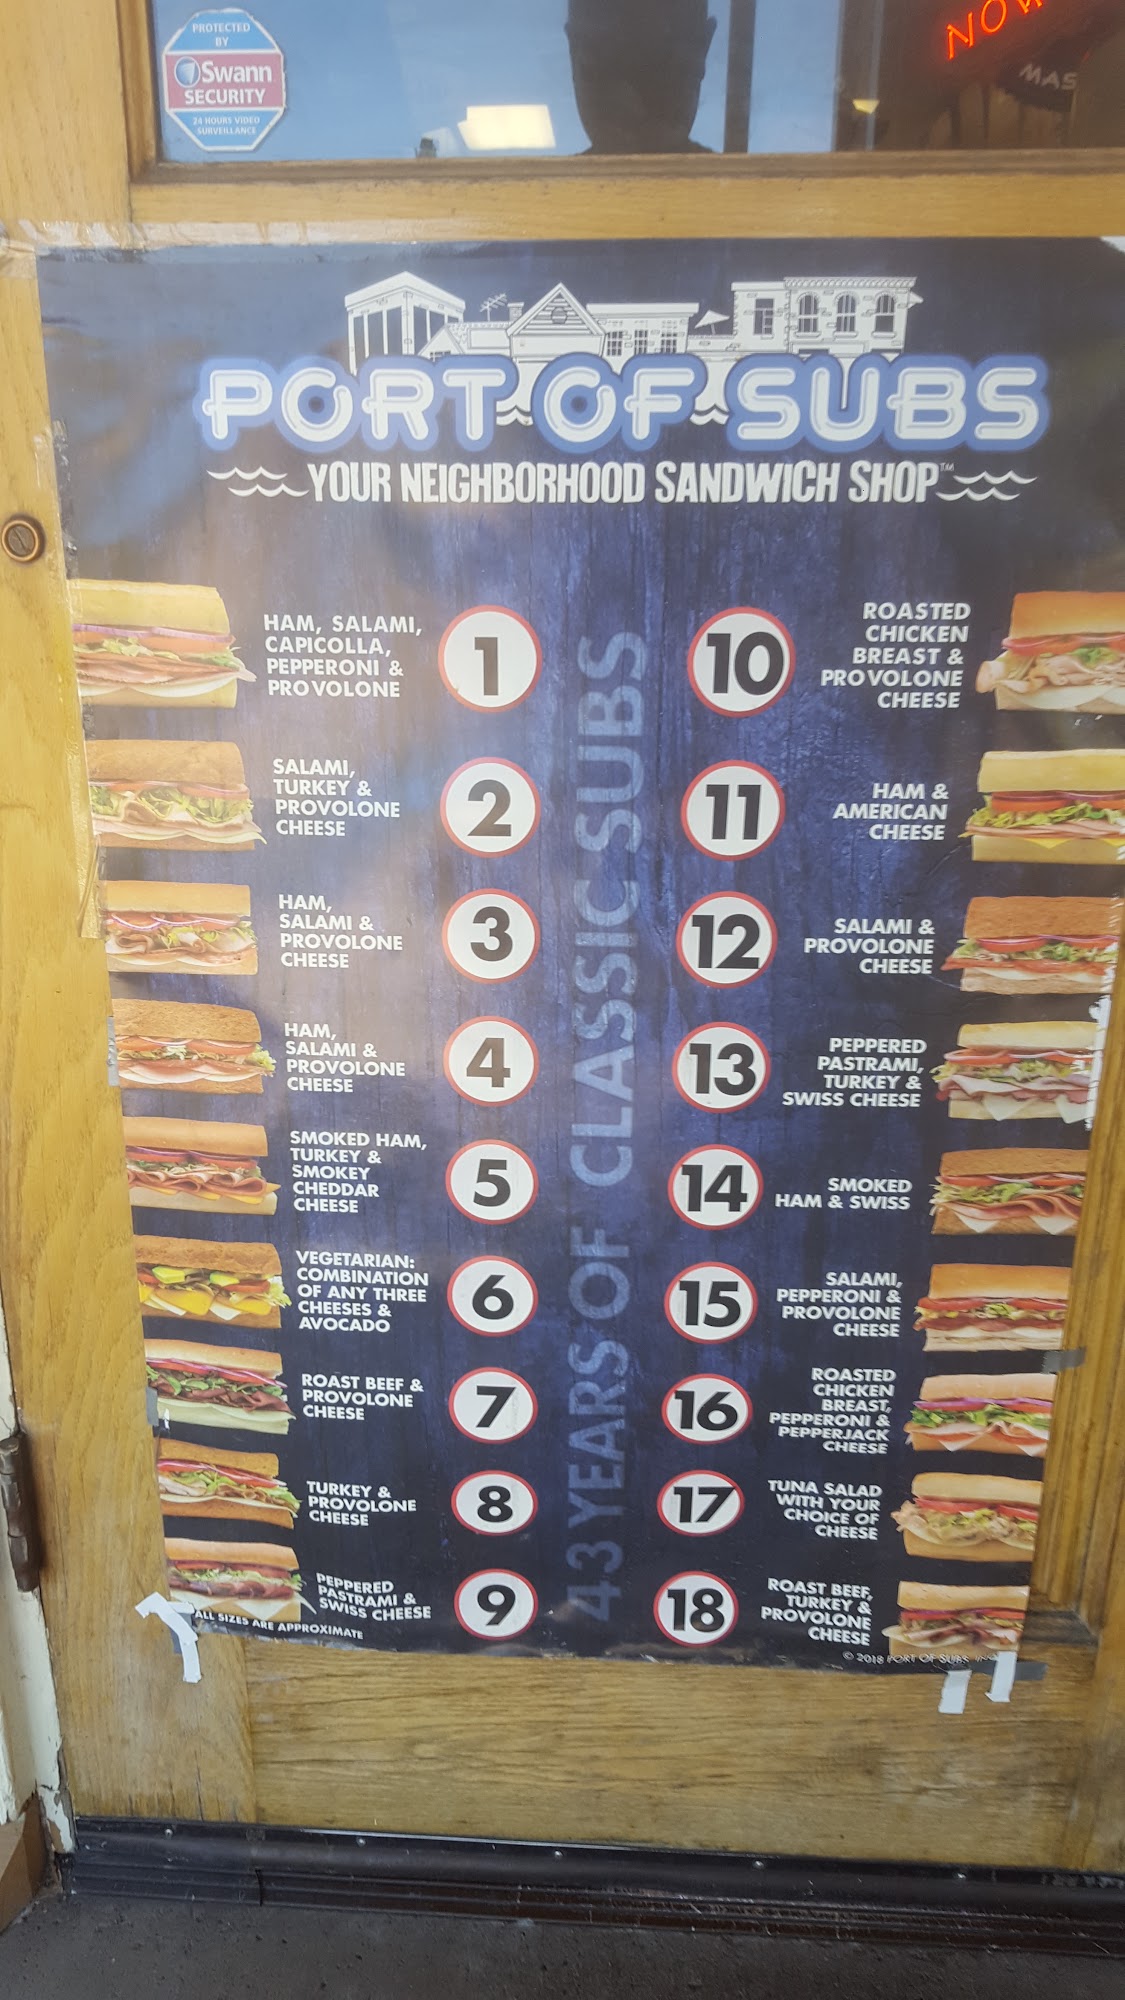 PROTECTED
BY
Swann
SECURITY
24 HOURS VIDEO
SURVEILLANCE
NOW
MAS
PORT OF SUBS
YOUR NEIGHBORHOOD SANDWICH SHOP™
HAM, SALAMI,
CAPICOLLA,
PEPPERONI &
PROVOLONE
1
SALAMI,
TURKEY &
PROVOLONE
CHEESE
2
HAM,
SALAMI &
PROVOLONE
CHEESE
3
HAM,
SALAMI &
PROVOLONE
CHEESE
4
SMOKED HAM,
TURKEY &
SMOKEY
CHEDDAR
CHEESE
5
VEGETARIAN:
COMBINATION
OF ANY THREE
CHEESES &
AVOCADO
6
ROAST BEEF &
PROVOLONE
CHEESE
7
TURKEY &
PROVOLONE
CHEESE
8
PEPPERED
PASTRAMI &
SWISS CHEESE
9
ALL SIZES ARE APPROXIMATE
43 YEARS OF CLASSIC SUBS
10
ROASTED
CHICKEN
BREAST &
PROVOLONE
CHEESE
11
HAM &
AMERICAN
CHEESE
12
SALAMI &
PROVOLONE
CHEESE
13
PEPPERED
PASTRAMI,
TURKEY &
SWISS CHEESE
14
SMOKED
HAM & SWISS
15
SALAMI,
PEPPERONI &
PROVOLONE
CHEESE
16
ROASTED
CHICKEN
BREAST,
PEPPERONI &
PEPPERJACK
CHEESE
17
TUNA SALAD
WITH YOUR
CHOICE OF
CHEESE
18
ROAST BEEF,
TURKEY &
PROVOLONE
CHEESE
© 2018 PORT OF SUBS